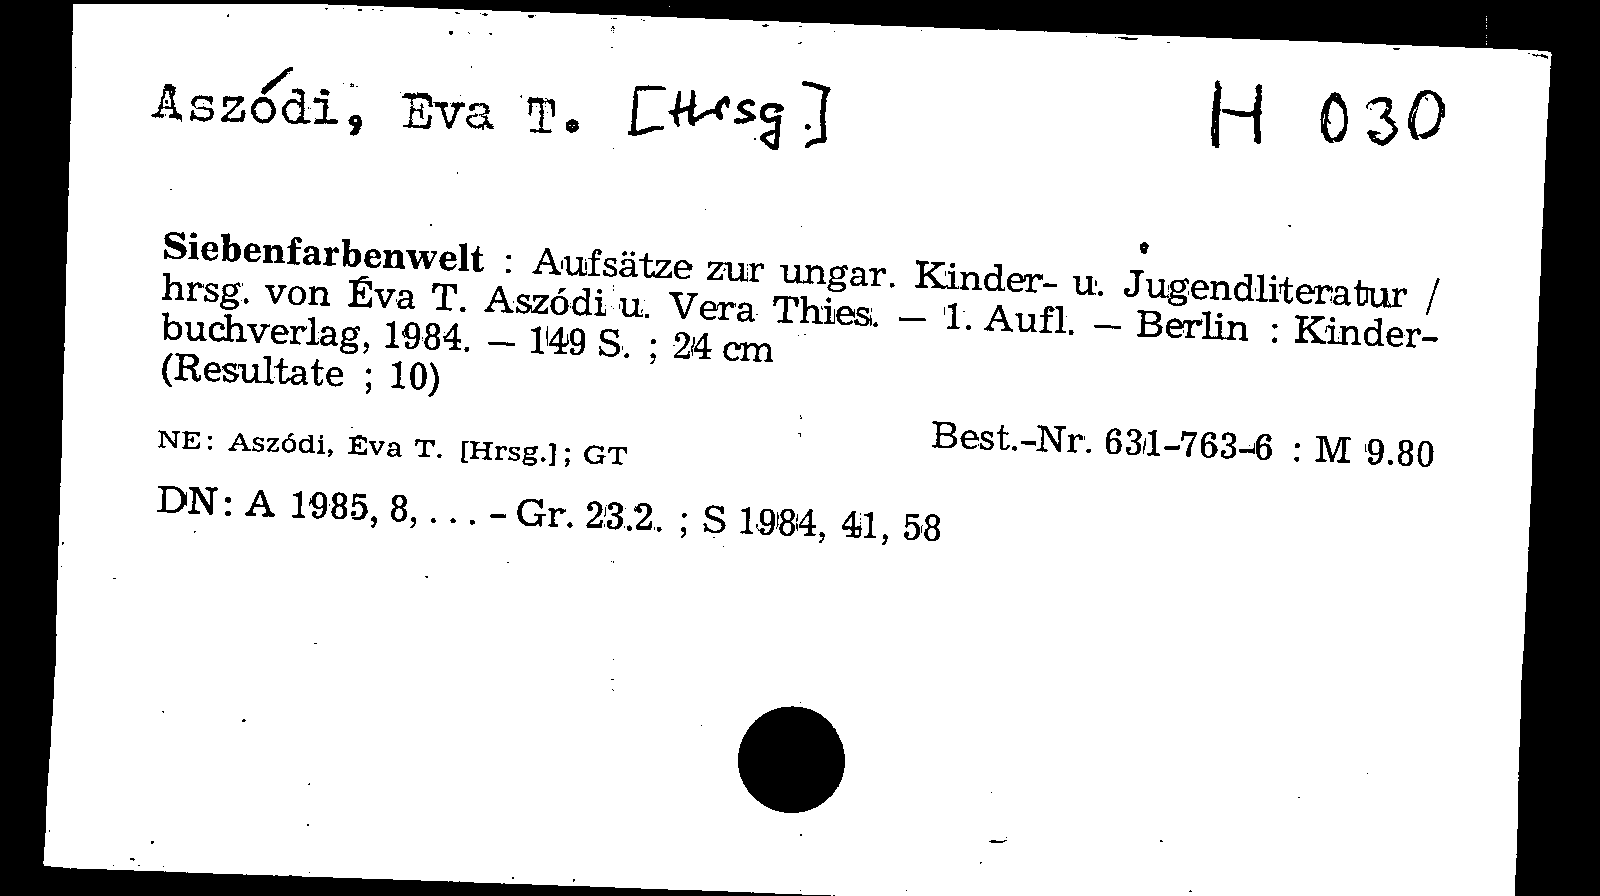 Aszódi, Eva T. [Hrsg.] H 030
Siebenfarbenwelt : Aufsätze zur ungar. Kinder- u. Jugendliteratur /
hrsg. von Éva T. Aszódi u. Vera Thies. — 1. Aufl. — Berlin : Kinder-
buchverlag, 1984. — 149 S. ; 24 cm
(Resultate ; 10)
NE: Aszódi, Éva T. [Hrsg.]; GT
Best.-Nr. 631-763-6 : M 9.80
DN: A 1985, 8, . . . - Gr. 23.2. ; S 1984, 41, 58